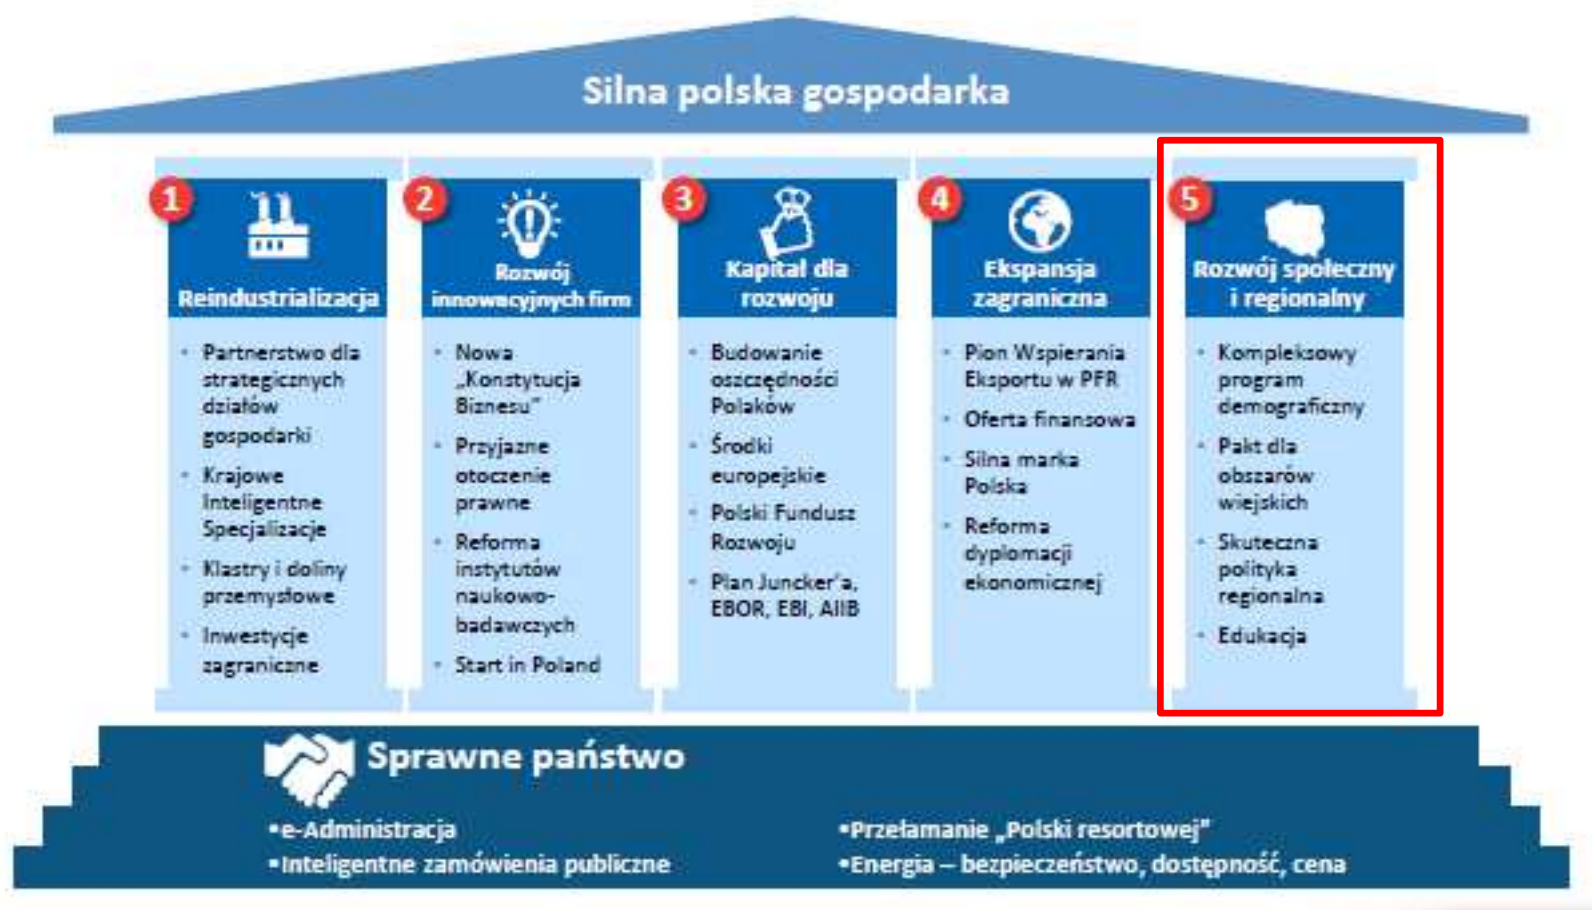 Silna polska gospodarka
1
Reindustrializacja
• Partnerstwo dla
strategicznych
działów
gospodarki
• Krajowe
Inteligentne
Specjalizacje
• Klastry i doliny
przemysłowe
• Inwestycje
zagraniczne
2
Rozwój
innowacyjnych firm
• Nowa
„Konstytucja
Biznesu”
• Przyjazne
otoczenie
prawne
• Reforma
instytutów
naukowo-
badawczych
• Start in Poland
3
Kapitał dla
rozwoju
• Budowanie
oszczędności
Polaków
• Środki
europejskie
• Polski Fundusz
Rozwoju
• Plan Juncker'a,
EBOR, EBI, AIIB
4
Ekspansja
zagraniczna
• Pion Wspierania
Eksportu w PFR
• Oferta finansowa
• Silna marka
Polska
• Reforma
dyplomacji
ekonomicznej
5
Rozwój społeczny
i regionalny
• Kompleksowy
program
demograficzny
• Pakt dla
obszarów
wiejskich
• Skuteczna
polityka
regionalna
• Edukacja
Sprawne państwo
▪e-Administracja
▪Inteligentne zamówienia publiczne
▪Przełamanie „Polski resortowej”
▪Energia – bezpieczeństwo, dostępność, cena